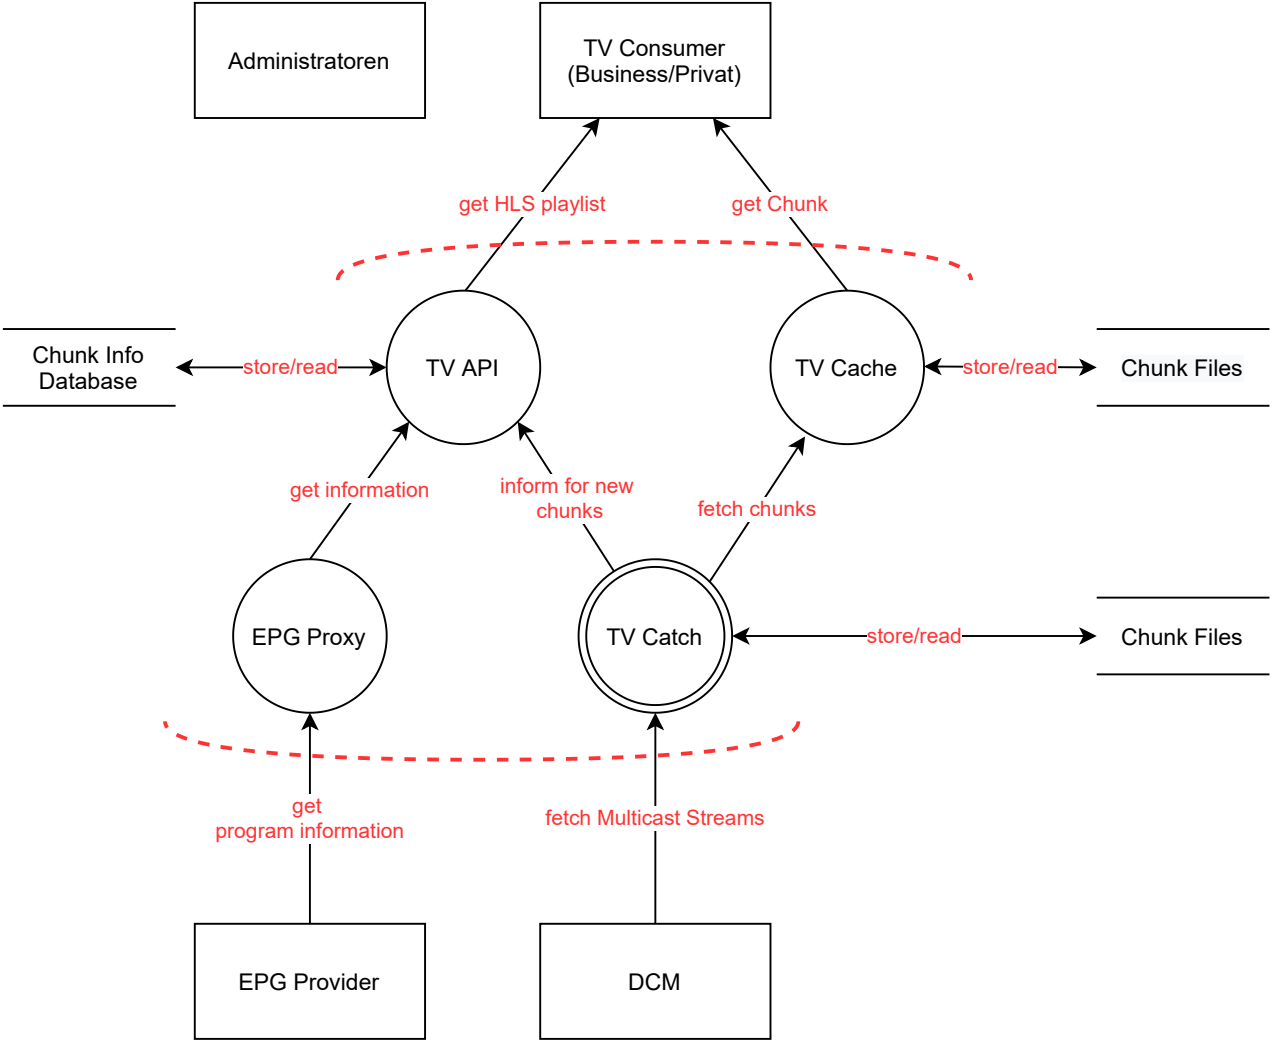 Administratoren
TV Consumer
(Business/Privat)
get HLS playlist
get Chunk
Chunk Info
Database
store/read
TV API
TV Cache
store/read
Chunk Files
get information
inform for new
chunks
fetch chunks
EPG Proxy
TV Catch
store/read
Chunk Files
get
program information
fetch Multicast Streams
EPG Provider
DCM